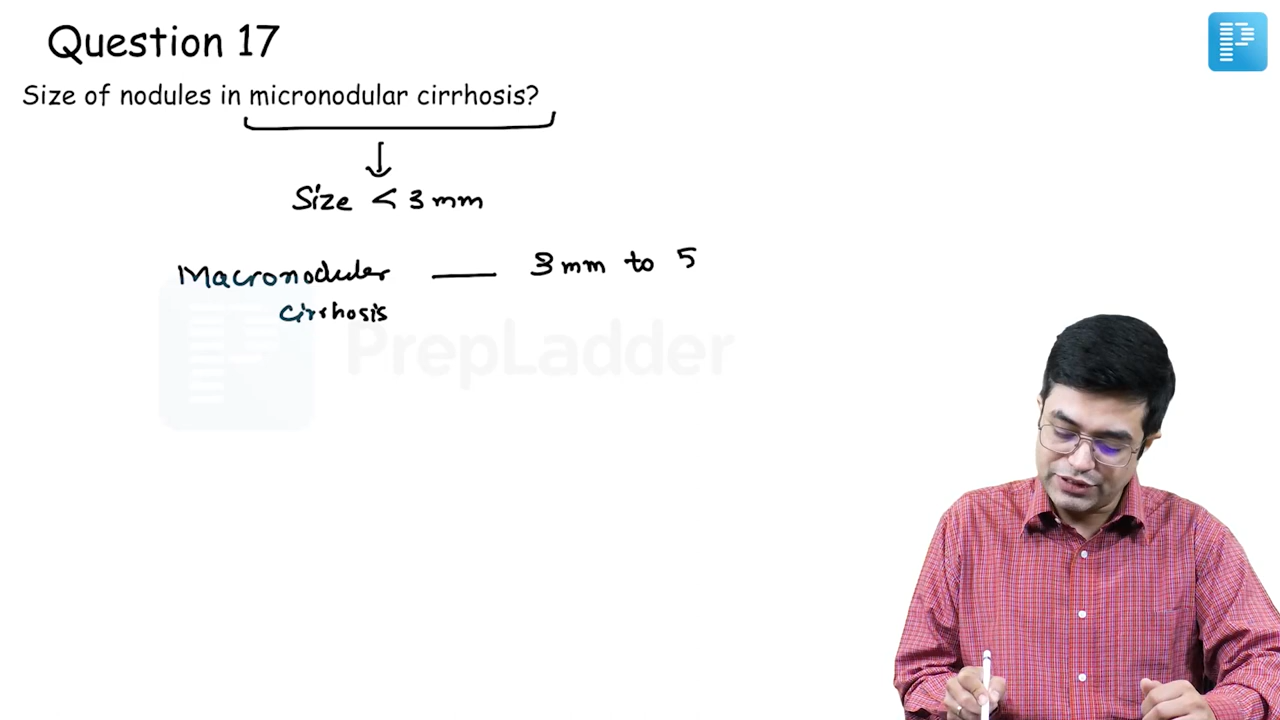 Question 17
Size of nodules in micronodular cirrhosis?
Size < 3 mm
Macronodular — 3 mm to 5
cirrhosis
PrepLadder